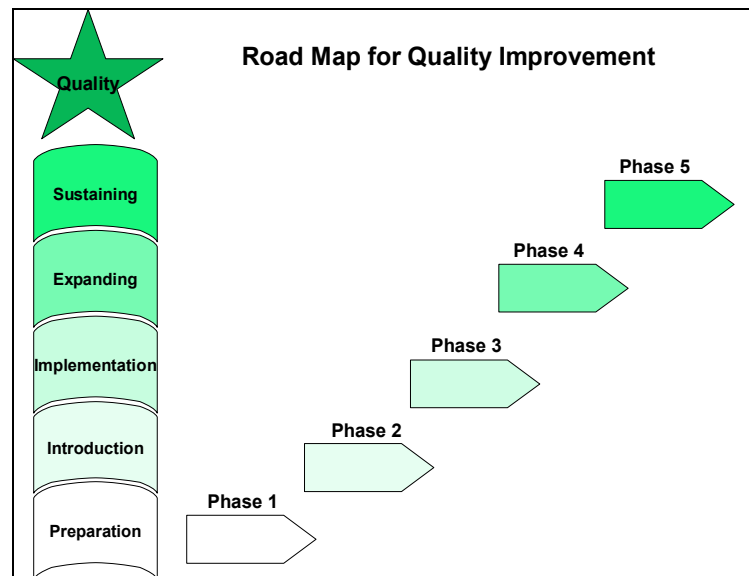 Road Map for Quality Improvement
Quality
Phase 5
Sustaining
Phase 4
Expanding
Phase 3
Implementation
Phase 2
Introduction
Phase 1
Preparation